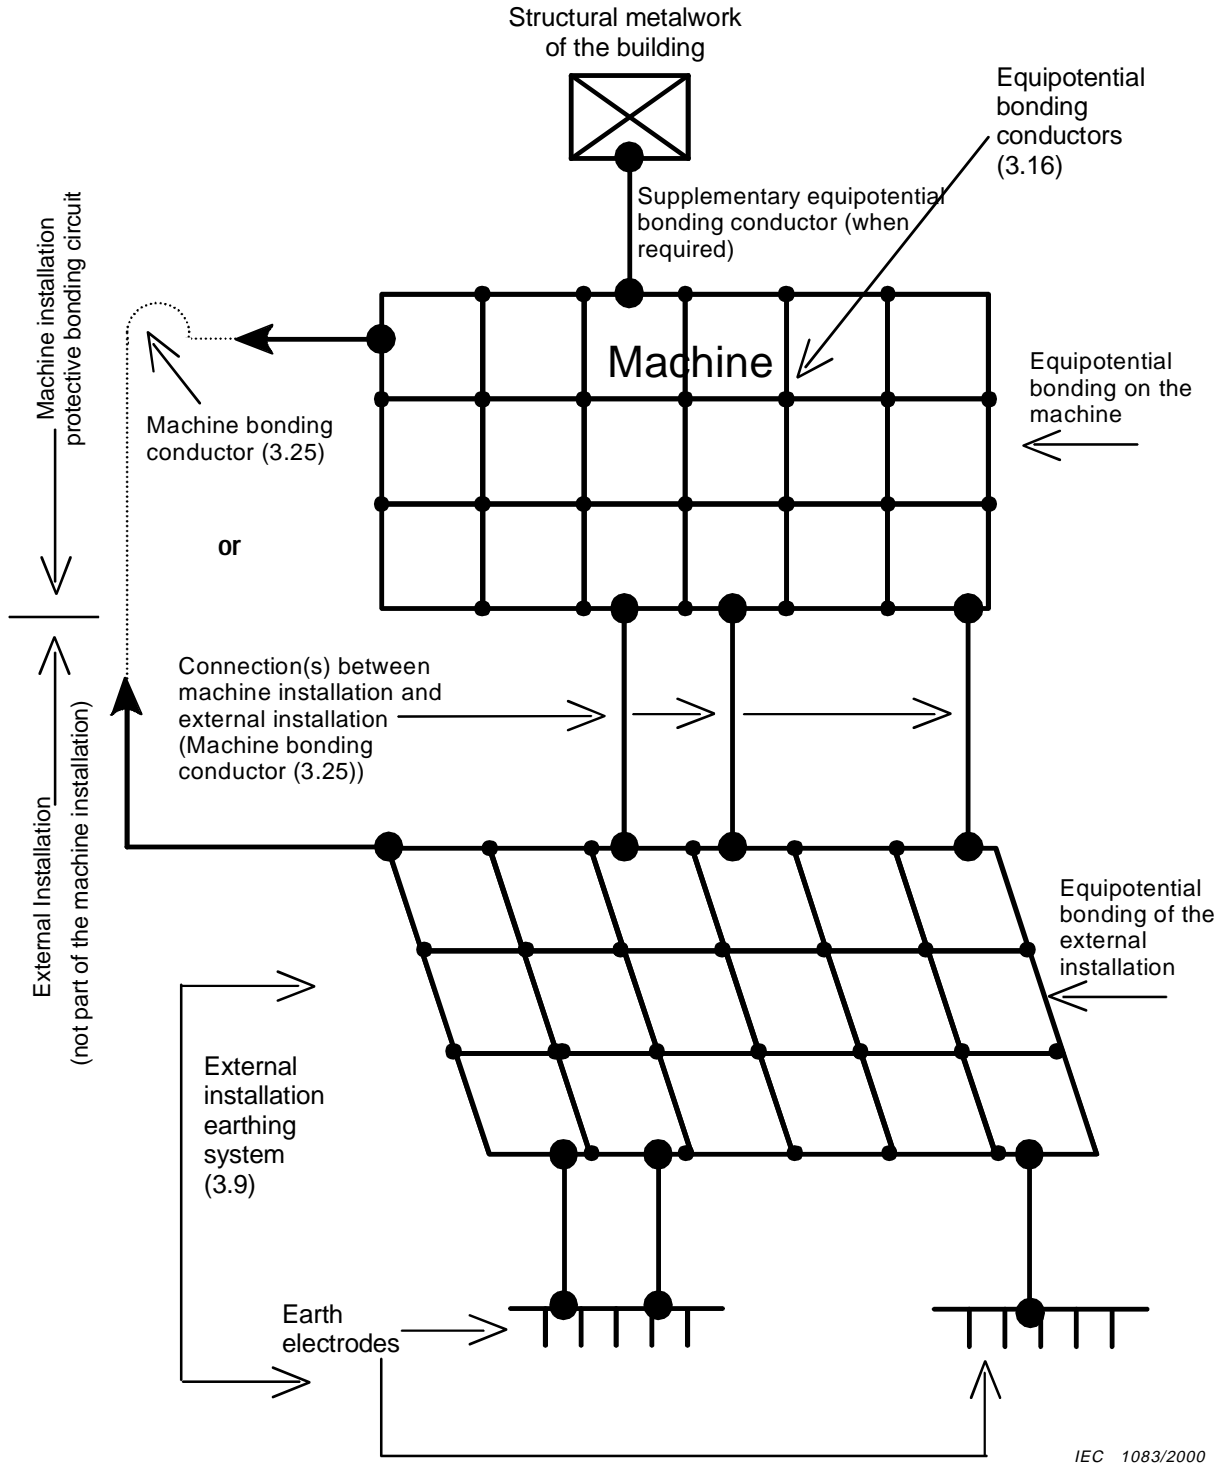 Structural metalwork
of the building
Equipotential
bonding
conductors
(3.16)
Supplementary equipotential
bonding conductor (when
required)
Machine installation
protective bonding circuit
Machine
Equipotential
bonding on the
machine
Machine bonding
conductor (3.25)
or
Connection(s) between
machine installation and
external installation
(Machine bonding
conductor (3.25))
External Installation
(not part of the machine installation)
Equipotential
bonding of the
external
installation
External
installation
earthing
system
(3.9)
Earth
electrodes
IEC 1083/2000